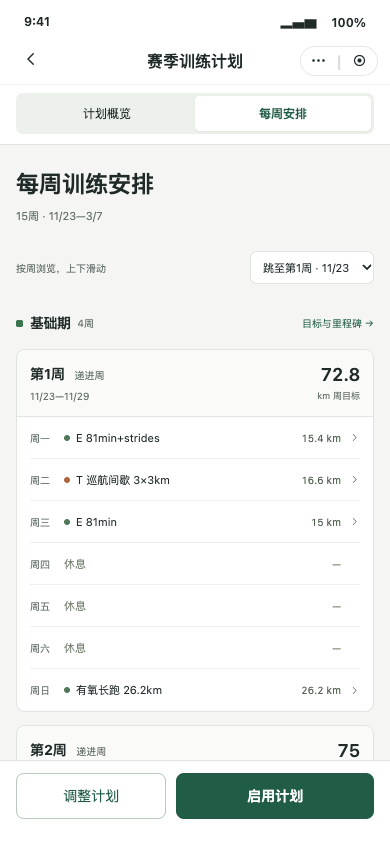 9:41 100%
赛季训练计划
计划概览 每周安排
每周训练安排
15周 · 11/23—3/7
按周浏览，上下滑动 跳至第1周 · 11/23
基础期 4周 目标与里程碑 →
第1周 递进周 72.8
11/23—11/29 km 周目标
周一 E 81min+strides 15.4 km
周二 T 巡航间歇 3×3km 16.6 km
周三 E 81min 15 km
周四 休息 —
周五 休息 —
周六 休息 —
周日 有氧长跑 26.2km 26.2 km
第2周 递进周 75
调整计划 启用计划